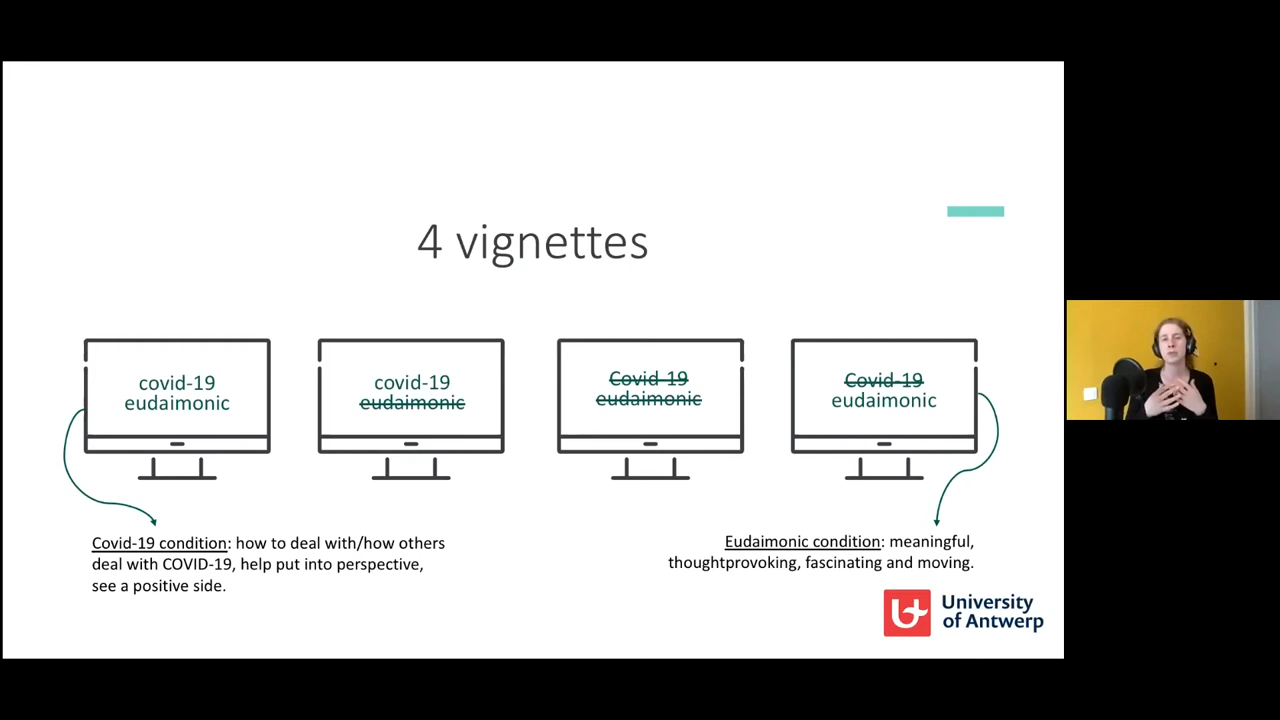 4 vignettes
covid-19
eudaimonic
covid-19
eudaimonic
Covid-19
eudaimonic
Covid-19
eudaimonic
Covid-19 condition: how to deal with/how others
deal with COVID-19, help put into perspective,
see a positive side.
Eudaimonic condition: meaningful,
thoughtprovoking, fascinating and moving.
University
of Antwerp